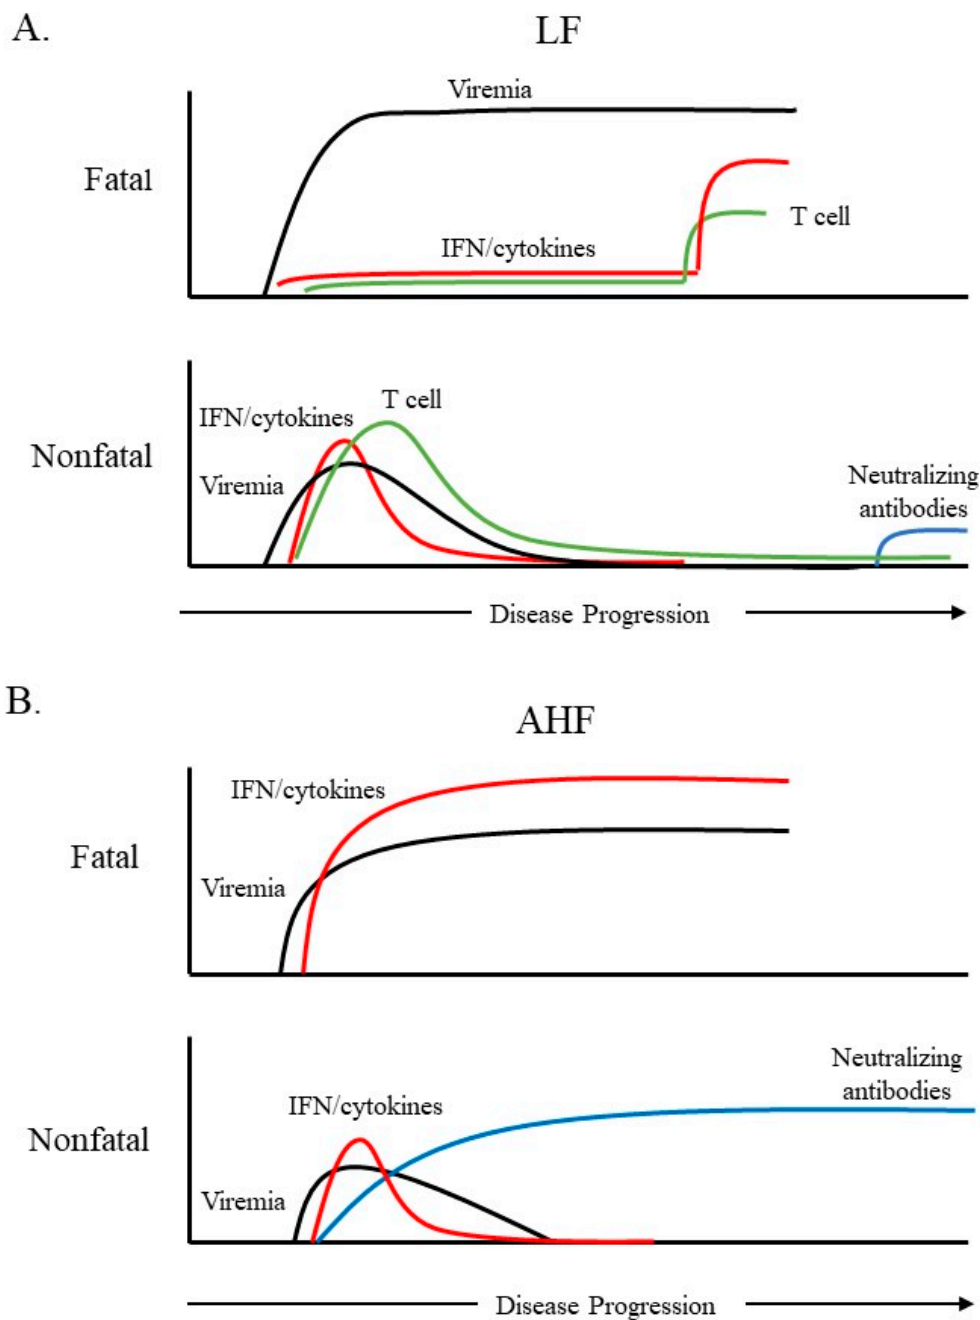 A.
LF
Viremia
Fatal
T cell
IFN/cytokines
T cell
IFN/cytokines
Nonfatal
Viremia
Neutralizing
antibodies
Disease Progression
B.
AHF
IFN/cytokines
Fatal
Viremia
Neutralizing
antibodies
IFN/cytokines
Nonfatal
Viremia
Disease Progression